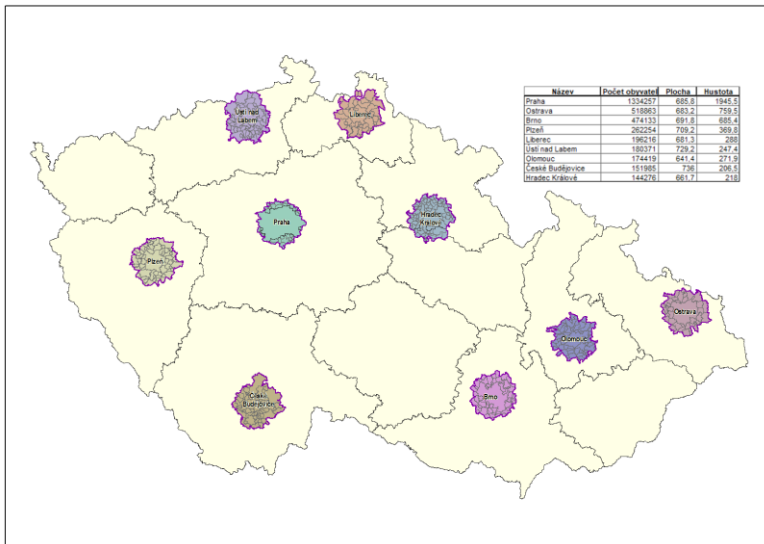 Název Počet obyvatel Plocha Hustota
Praha 1334257 685,8 1945,5
Ostrava 518863 683,2 759,5
Brno 474133 691,8 685,4
Plzeň 262254 709,2 369,8
Liberec 196216 681,3 288
Ústí nad Labem 180371 729,2 247,4
Olomouc 174419 641,4 271,9
České Budějovice 151985 736 206,5
Hradec Králové 144276 661,7 218
Ústí nad
Labem
Liberec
Praha
Hradec
Králové
Plzeň
Ostrava
Olomouc
České
Budějovice
Brno